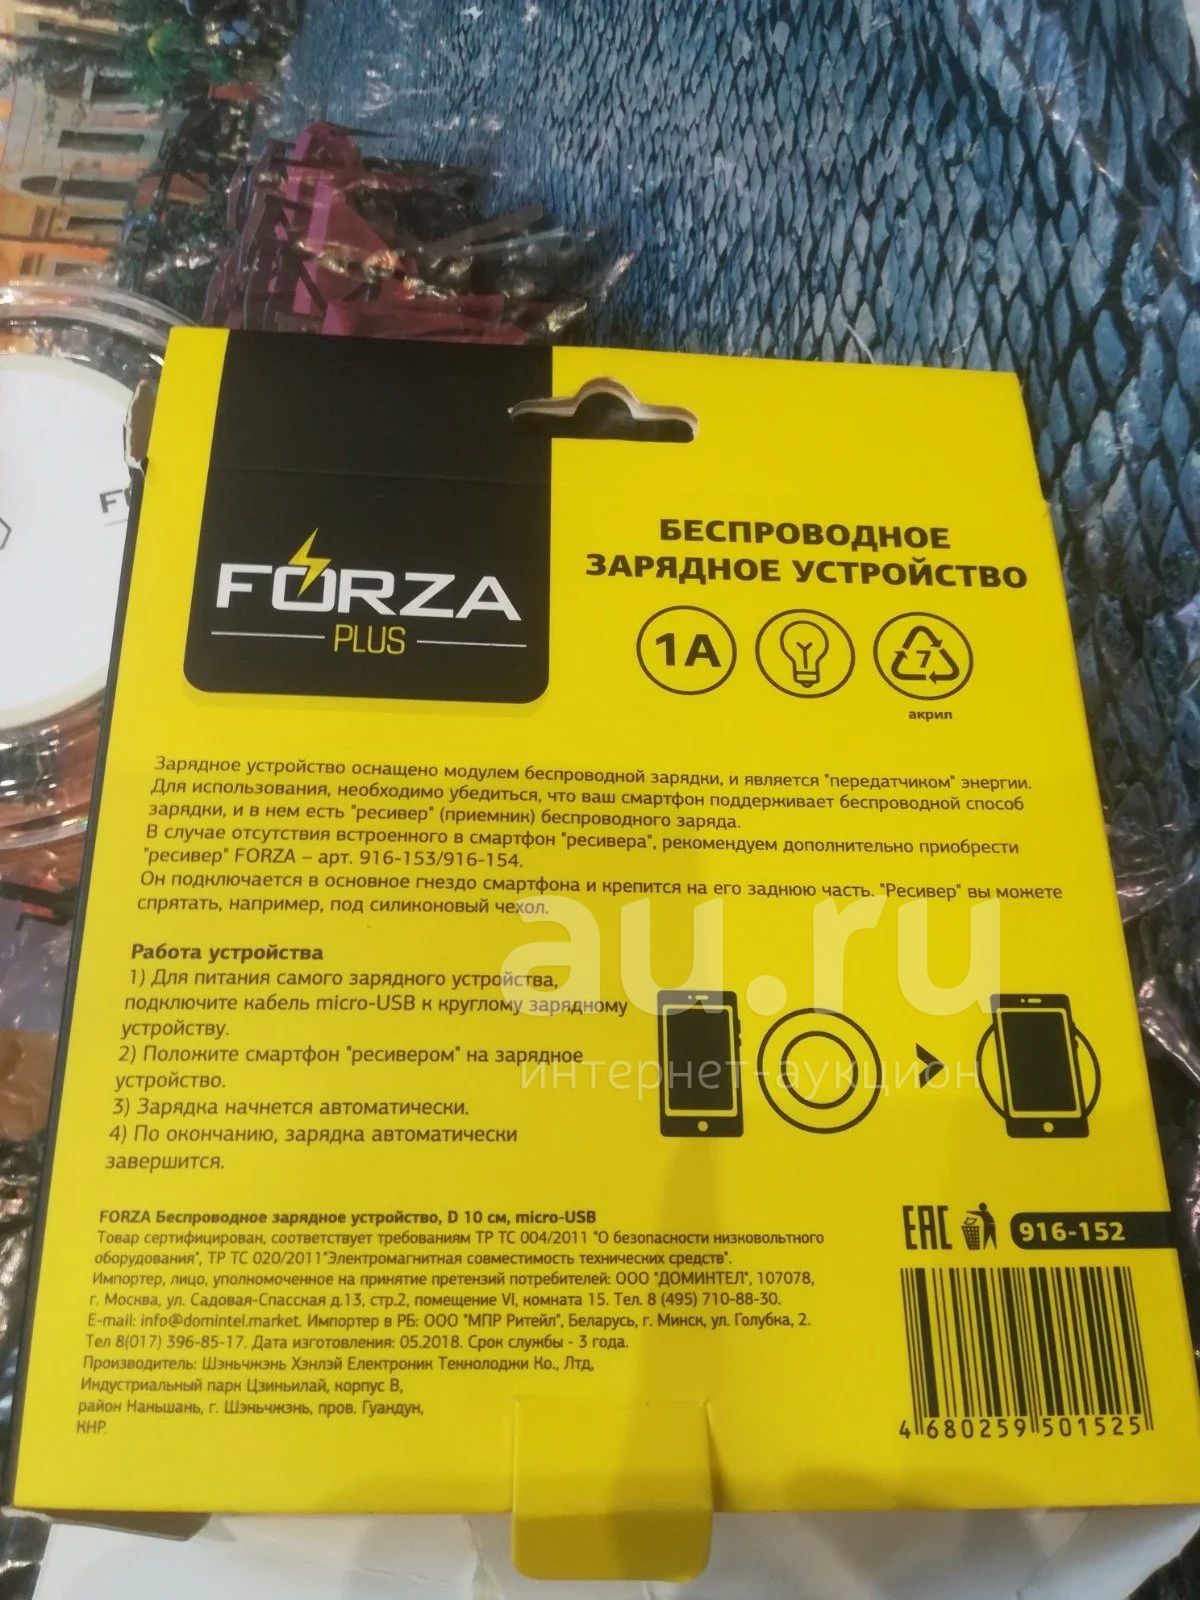 FORZA
PLUS
БЕСПРОВОДНОЕ
ЗАРЯДНОЕ УСТРОЙСТВО
1А
7
акрил
Зарядное устройство оснащено модулем беспроводной зарядки, и является "передатчиком" энергии.
Для использования, необходимо убедиться, что ваш смартфон поддерживает беспроводной способ
зарядки, и в нем есть "ресивер" (приемник) беспроводного заряда.
В случае отсутствия встроенного в смартфон "ресивера", рекомендуем дополнительно приобрести
"ресивер" FORZA – арт. 916-153/916-154.
Он подключается в основное гнездо смартфона и крепится на его заднюю часть. "Ресивер" вы можете
спрятать, например, под силиконовый чехол.
Работа устройства
1) Для питания самого зарядного устройства,
подключите кабель micro-USB к круглому зарядному
устройству.
2) Положите смартфон "ресивером" на зарядное
устройство.
3) Зарядка начнется автоматически.
4) По окончанию, зарядка автоматически
завершится.
au.ru
интернет-аукцион
FORZA Беспроводное зарядное устройство, D 10 см, micro-USB
Товар сертифицирован, соответствует требованиям ТР ТС 004/2011 "О безопасности низковольтного
оборудования", ТР ТС 020/2011"Электромагнитная совместимость технических средств".
Импортер, лицо, уполномоченное на принятие претензий потребителей: ООО "ДОМИНТЕЛ", 107078,
г. Москва, ул. Садовая-Спасская д.13, стр.2, помещение VI, комната 15. Тел. 8 (495) 710-88-30.
E-mail: info@domintel.market. Импортер в РБ: ООО "МПР Ритейл", Беларусь, г. Минск, ул. Голубка, 2.
Тел 8(017) 396-85-17. Дата изготовления: 05.2018. Срок службы - 3 года.
Производитель: Шэньчжэнь Хэнлэй Електроник Текнолоджи Ко., Лтд,
Индустриальный парк Цзиньилай, корпус В,
район Наньшань, г. Шэньчжэнь, пров. Гуандун,
КНР.
EAC
916-152
4 680259 501525